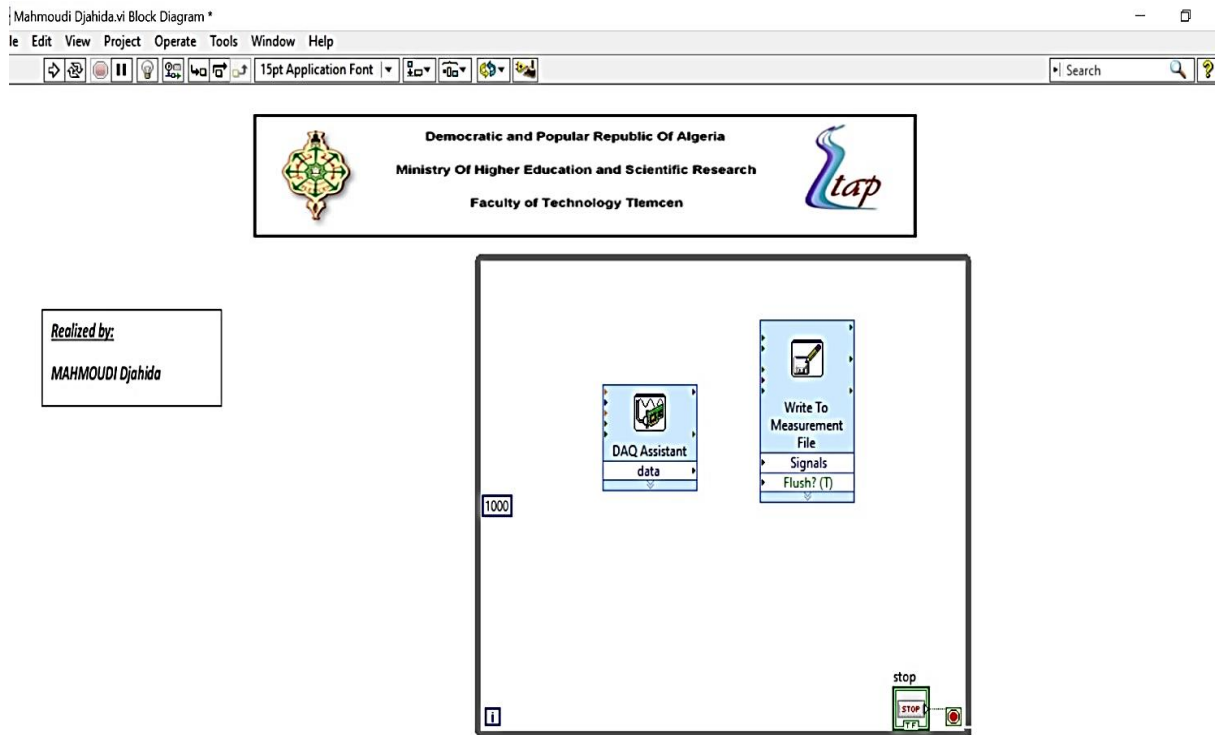 Mahmoudi Djahida.vi Block Diagram *
le Edit View Project Operate Tools Window Help
15pt Application Font
Search
Democratic and Popular Republic Of Algeria
Ministry Of Higher Education and Scientific Research
Faculty of Technology Tlemcen
ltap
Realized by:
MAHMOUDI Djahida
DAQ Assistant
data
Write To
Measurement
File
Signals
Flush? (T)
1000
i
stop
STOP
TF